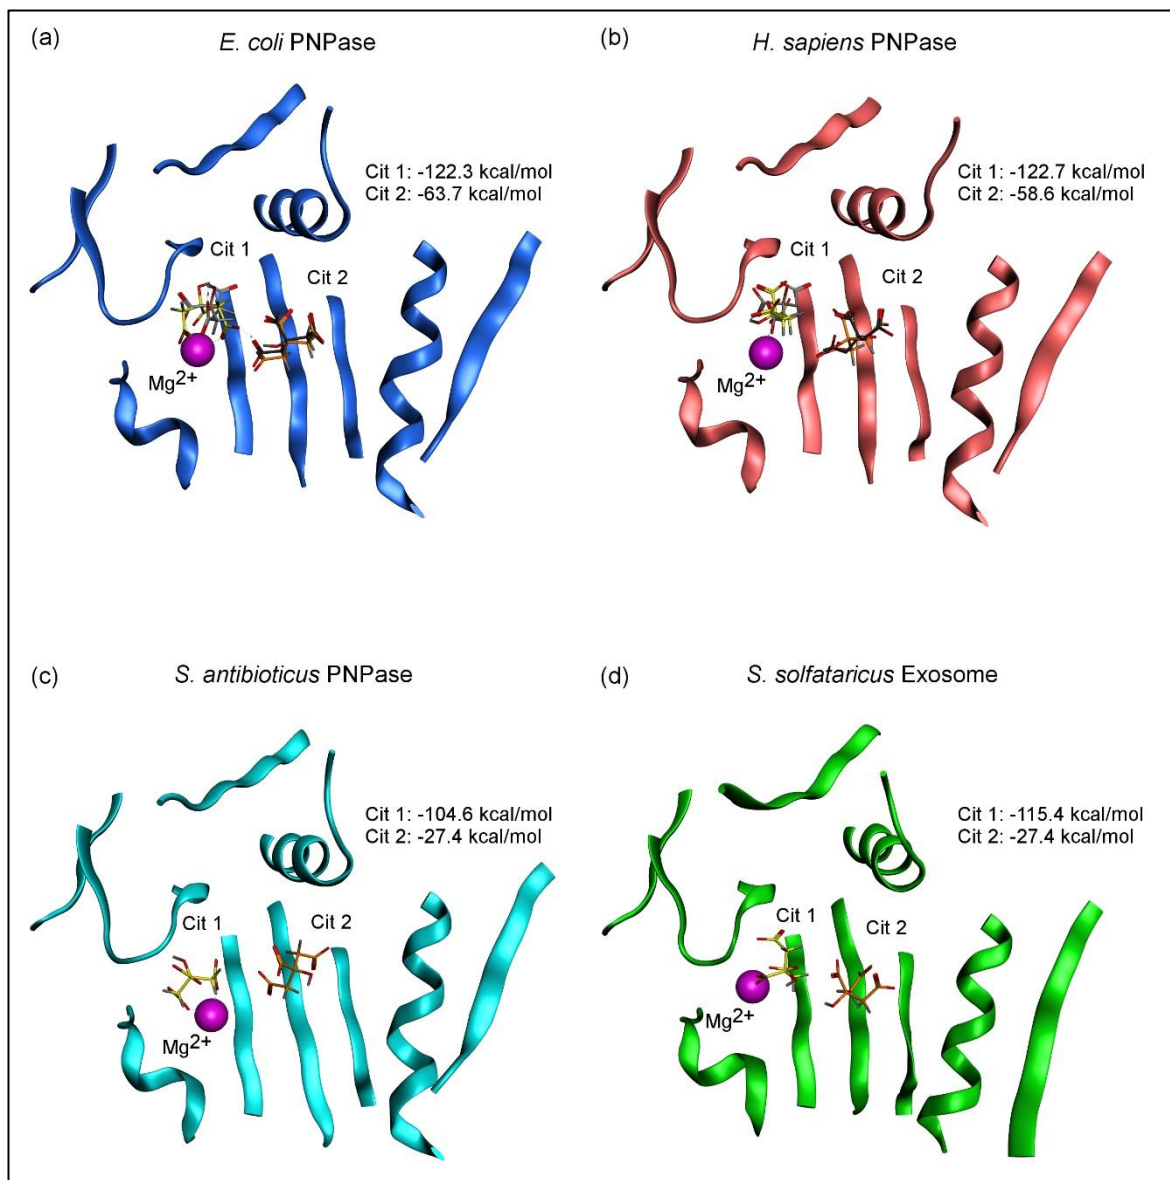 (a)
E. coli PNPase
Cit 1: -122.3 kcal/mol
Cit 2: -63.7 kcal/mol
Cit 1
Cit 2
Mg2+
(b)
H. sapiens PNPase
Cit 1: -122.7 kcal/mol
Cit 2: -58.6 kcal/mol
Cit 1
Cit 2
Mg2+
(c)
S. antibioticus PNPase
Cit 1: -104.6 kcal/mol
Cit 2: -27.4 kcal/mol
Cit 1
Cit 2
Mg2+
(d)
S. solfataricus Exosome
Cit 1: -115.4 kcal/mol
Cit 2: -27.4 kcal/mol
Cit 1
Cit 2
Mg2+